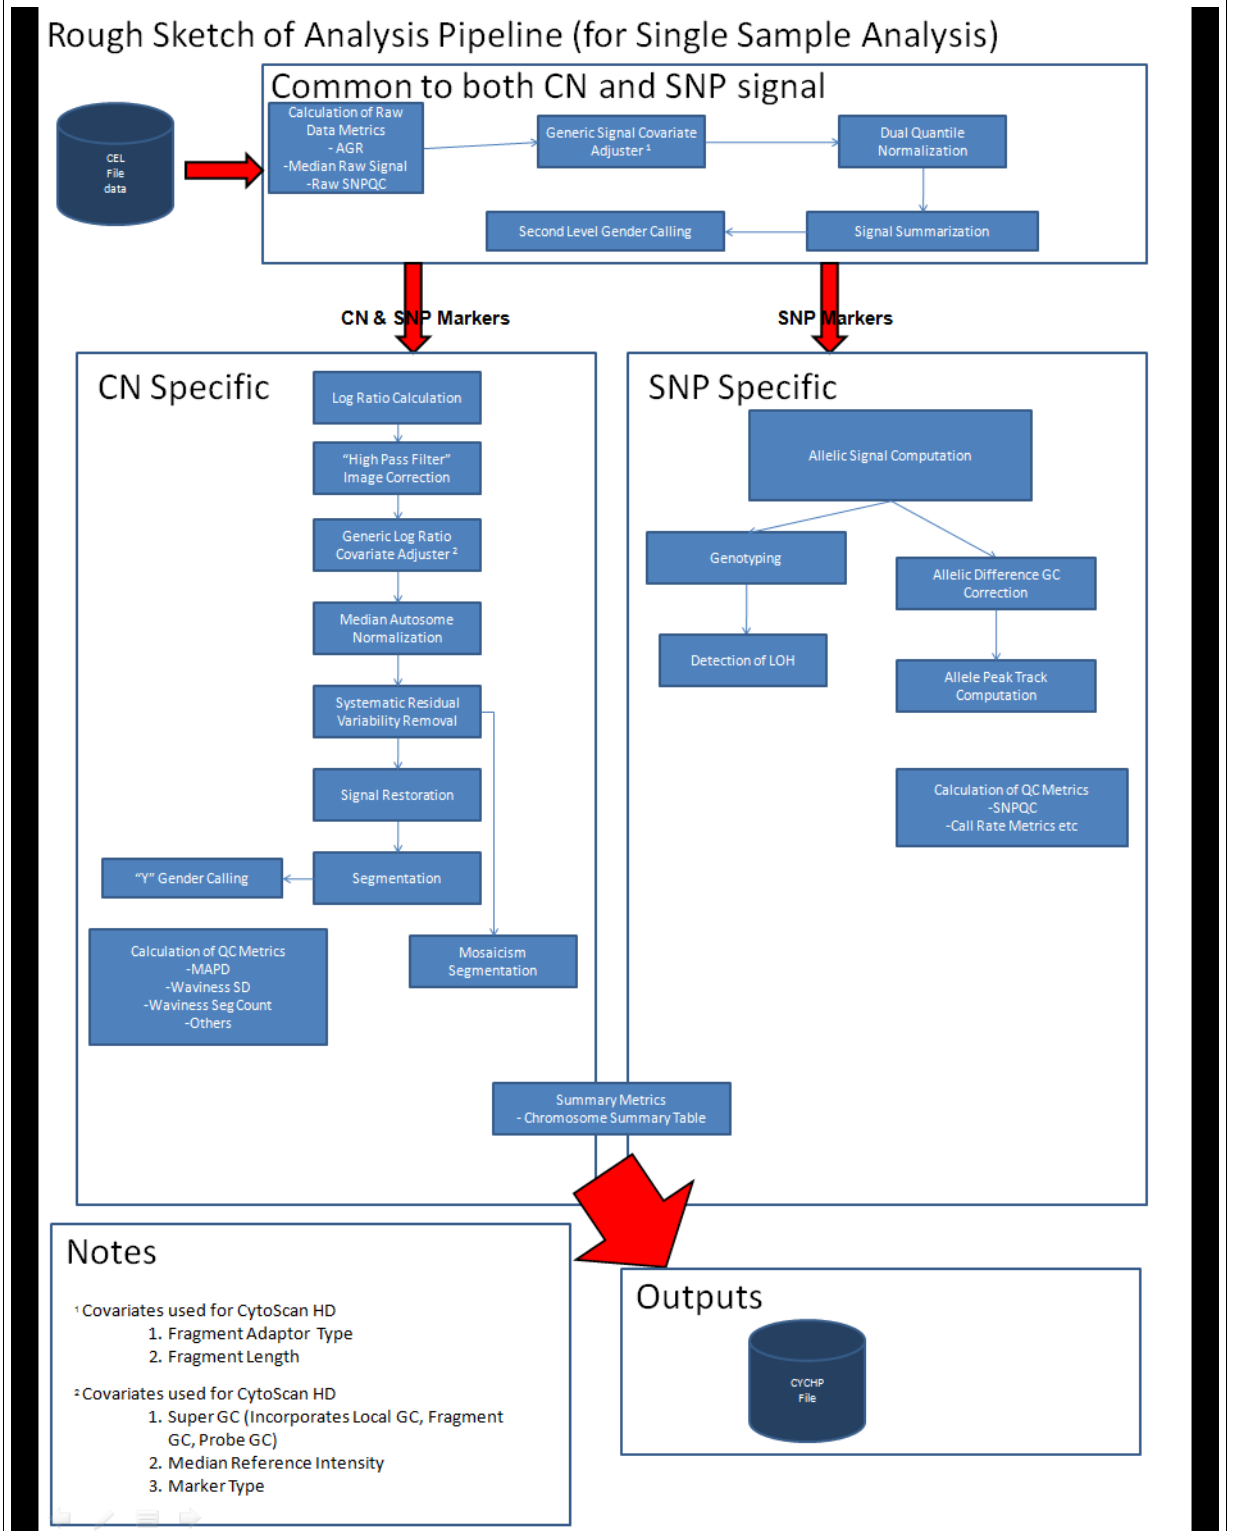 Rough Sketch of Analysis Pipeline (for Single Sample Analysis)
Common to both CN and SNP signal
CEL
File
data
Calculation of Raw
Data Metrics
- AGR
-Median Raw Signal
-Raw SNPQC
Generic Signal Covariate
Adjuster ¹
Dual Quantile
Normalization
Second Level Gender Calling
Signal Summarization
CN & SNP Markers
SNP Markers
CN Specific
Log Ratio Calculation
“High Pass Filter”
Image Correction
Generic Log Ratio
Covariate Adjuster ²
Median Autosome
Normalization
Systematic Residual
Variability Removal
Signal Restoration
Segmentation
“Y” Gender Calling
Mosaicism
Segmentation
Calculation of QC Metrics
-MAPD
-Waviness SD
-Waviness Seg Count
-Others
SNP Specific
Allelic Signal Computation
Genotyping
Detection of LOH
Allelic Difference GC
Correction
Allele Peak Track
Computation
Calculation of QC Metrics
-SNPQC
-Call Rate Metrics etc
Summary Metrics
- Chromosome Summary Table
Notes
¹ Covariates used for CytoScan HD
1. Fragment Adaptor Type
2. Fragment Length
² Covariates used for CytoScan HD
1. Super GC (Incorporates Local GC, Fragment
GC, Probe GC)
2. Median Reference Intensity
3. Marker Type
Outputs
CYCHP
File